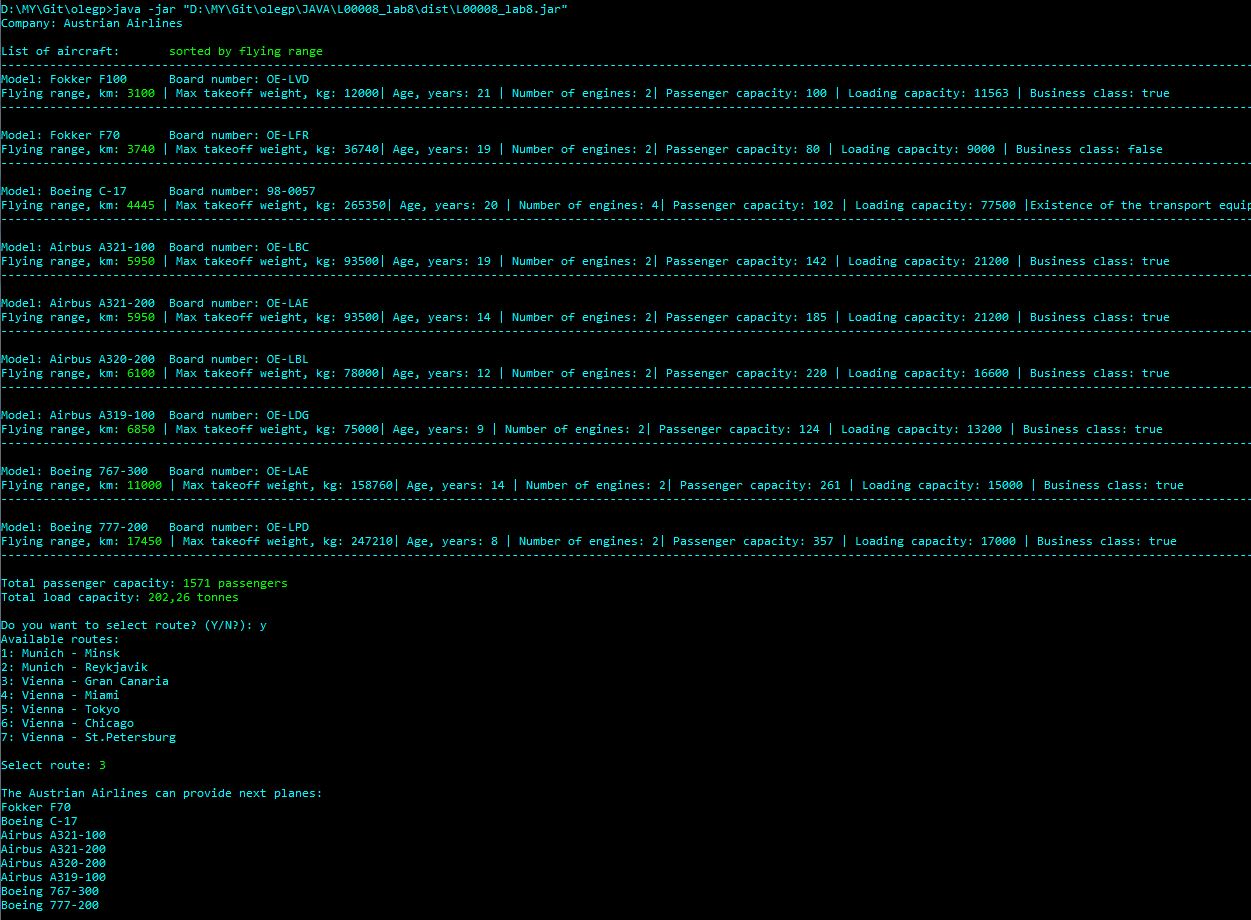 D:\MY\Git\olegp>java -jar "D:\MY\Git\olegp\JAVA\L00008_lab8\dist\L00008_lab8.jar"
Company: Austrian Airlines
List of aircraft: sorted by flying range
Model: Fokker F100 Board number: OE-LVD
Flying range, km: 3100 | Max takeoff weight, kg: 12000| Age, years: 21 | Number of engines: 2| Passenger capacity: 100 | Loading capacity: 11563 | Business class: true
Model: Fokker F70 Board number: OE-LFR
Flying range, km: 3740 | Max takeoff weight, kg: 36740| Age, years: 19 | Number of engines: 2| Passenger capacity: 80 | Loading capacity: 9000 | Business class: false
Model: Boeing C-17 Board number: 98-0057
Flying range, km: 4445 | Max takeoff weight, kg: 265350| Age, years: 20 | Number of engines: 4| Passenger capacity: 102 | Loading capacity: 77500 |Existence of the transport equip
Model: Airbus A321-100 Board number: OE-LBC
Flying range, km: 5950 | Max takeoff weight, kg: 93500| Age, years: 19 | Number of engines: 2| Passenger capacity: 142 | Loading capacity: 21200 | Business class: true
Model: Airbus A321-200 Board number: OE-LAE
Flying range, km: 5950 | Max takeoff weight, kg: 93500| Age, years: 14 | Number of engines: 2| Passenger capacity: 185 | Loading capacity: 21200 | Business class: true
Model: Airbus A320-200 Board number: OE-LBL
Flying range, km: 6100 | Max takeoff weight, kg: 78000| Age, years: 12 | Number of engines: 2| Passenger capacity: 220 | Loading capacity: 16600 | Business class: true
Model: Airbus A319-100 Board number: OE-LDG
Flying range, km: 6850 | Max takeoff weight, kg: 75000| Age, years: 9 | Number of engines: 2| Passenger capacity: 124 | Loading capacity: 13200 | Business class: true
Model: Boeing 767-300 Board number: OE-LAE
Flying range, km: 11000 | Max takeoff weight, kg: 158760| Age, years: 14 | Number of engines: 2| Passenger capacity: 261 | Loading capacity: 15000 | Business class: true
Model: Boeing 777-200 Board number: OE-LPD
Flying range, km: 17450 | Max takeoff weight, kg: 247210| Age, years: 8 | Number of engines: 2| Passenger capacity: 357 | Loading capacity: 17000 | Business class: true
Total passenger capacity: 1571 passengers
Total load capacity: 202,26 tonnes
Do you want to select route? (Y/N?): y
Available routes:
1: Munich - Minsk
2: Munich - Reykjavik
3: Vienna - Gran Canaria
4: Vienna - Miami
5: Vienna - Tokyo
6: Vienna - Chicago
7: Vienna - St.Petersburg
Select route: 3
The Austrian Airlines can provide next planes:
Fokker F70
Boeing C-17
Airbus A321-100
Airbus A321-200
Airbus A320-200
Airbus A319-100
Boeing 767-300
Boeing 777-200